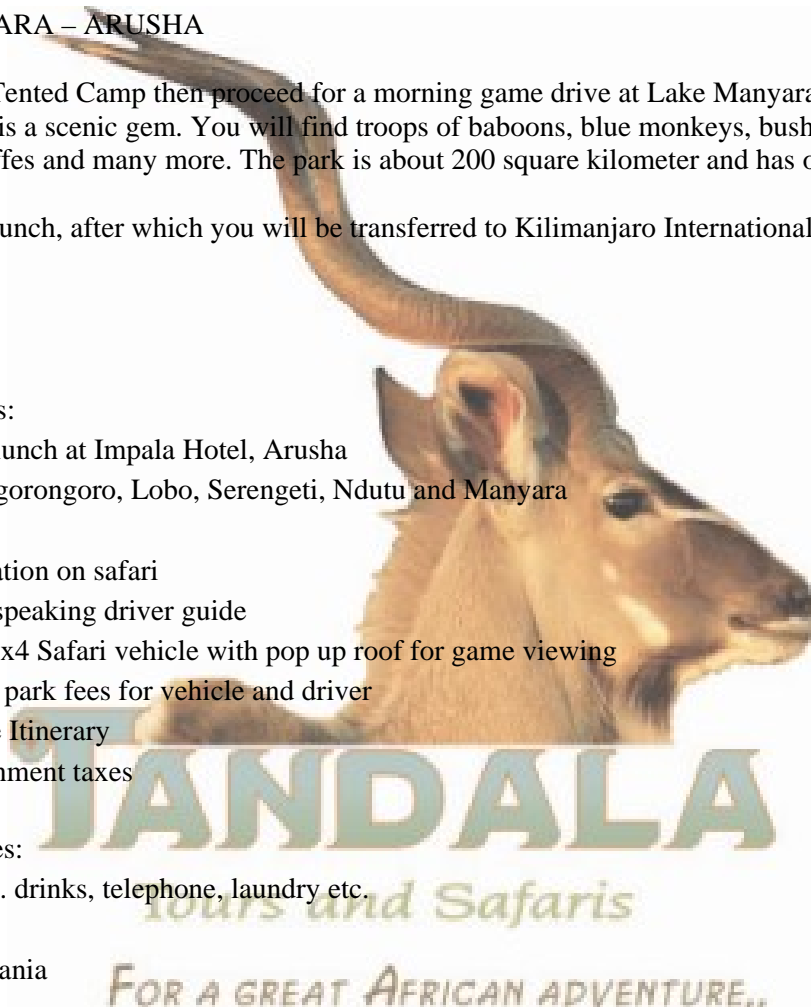 ARA – ARUSHA
Tented Camp then proceed for a morning game drive at Lake Manyara
is a scenic gem. You will find troops of baboons, blue monkeys, bush
ffes and many more. The park is about 200 square kilometer and has o
unch, after which you will be transferred to Kilimanjaro International
s:
unch at Impala Hotel, Arusha
gorongoro, Lobo, Serengeti, Ndutu and Manyara
ation on safari
speaking driver guide
x4 Safari vehicle with pop up roof for game viewing
park fees for vehicle and driver
e Itinerary
nment taxes
TANDALA
es:
. drinks, telephone, laundry etc.
Tours and Safaris
ania
FOR A GREAT AFRICAN ADVENTURE..